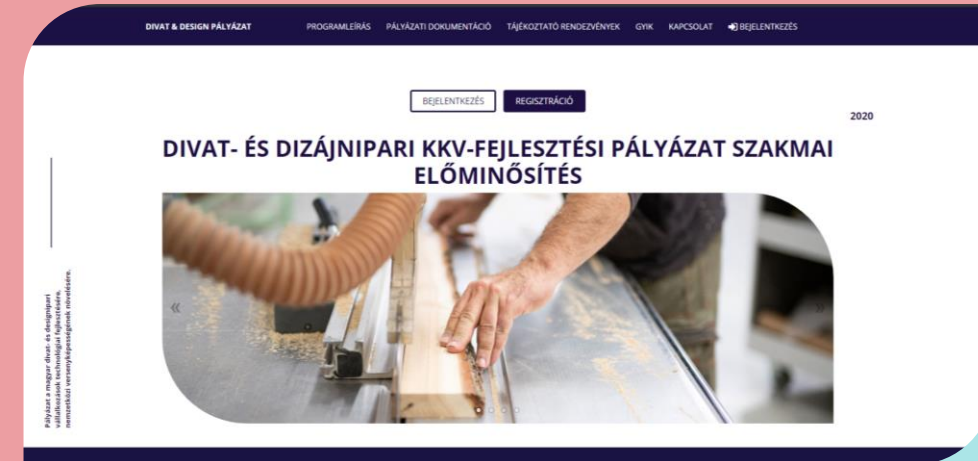 DIVAT & DESIGN PÁLYÁZAT PROGRAMLEÍRÁS PÁLYÁZATI DOKUMENTÁCIÓ TÁJÉKOZTATÓ RENDEZVÉNYEK GYIK KAPCSOLAT BEJELENTKEZÉS
BEJELENTKEZÉS REGISZTRÁCIÓ
2020
DIVAT- ÉS DIZÁJNIPARI KKV-FEJLESZTÉSI PÁLYÁZAT SZAKMAI
ELŐMINŐSÍTÉS
Pályázat a magyar divat- és designipari
vállalkozások technológiai fejlesztésére,
nemzetközi versenyképességének növelésére.